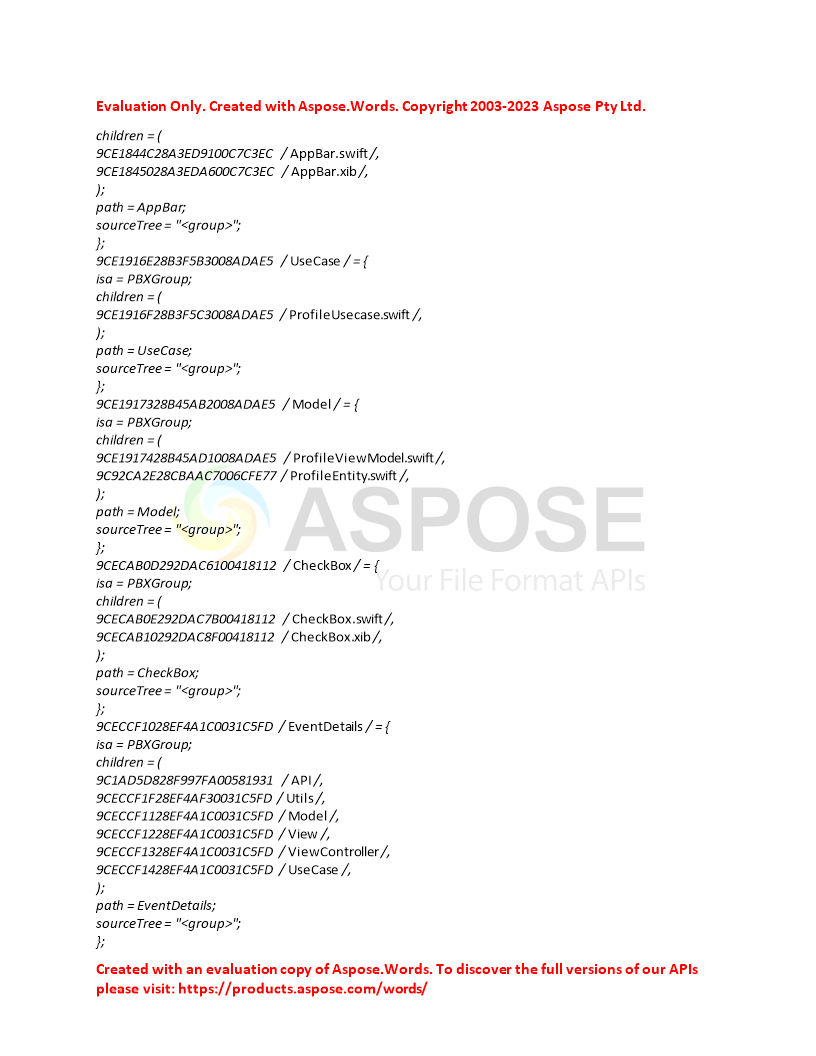 Evaluation Only. Created with Aspose.Words. Copyright 2003-2023 Aspose Pty Ltd.
children = (
9CE1844C28A3ED9100C7C3EC / AppBar.swift /,
9CE1845028A3EDA600C7C3EC / AppBar.xib /,
);
path = AppBar;
sourceTree = "<group>";
};
9CE1916E28B3F5B3008ADAE5 / UseCase / = {
isa = PBXGroup;
children = (
9CE1916F28B3F5C3008ADAE5 / ProfileUsecase.swift /,
);
path = UseCase;
sourceTree = "<group>";
};
9CE1917328B45AB2008ADAE5 / Model / = {
isa = PBXGroup;
children = (
9CE1917428B45AD1008ADAE5 / ProfileViewModel.swift /,
9C92CA2E28CBAAC7006CFE77 / ProfileEntity.swift /,
);
path = Model;
sourceTree = "<group>";
};
9CECAB0D292DAC6100418112 / CheckBox / = {
isa = PBXGroup;
children = (
9CECAB0E292DAC7B00418112 / CheckBox.swift /,
9CECAB10292DAC8F00418112 / CheckBox.xib /,
);
path = CheckBox;
sourceTree = "<group>";
};
9CECCF1028EF4A1C0031C5FD / EventDetails / = {
isa = PBXGroup;
children = (
9C1AD5D828F997FA00581931 / API /,
9CECCF1F28EF4AF30031C5FD / Utils /,
9CECCF1128EF4A1C0031C5FD / Model /,
9CECCF1228EF4A1C0031C5FD / View /,
9CECCF1328EF4A1C0031C5FD / ViewController /,
9CECCF1428EF4A1C0031C5FD / UseCase /,
);
path = EventDetails;
sourceTree = "<group>";
};
Created with an evaluation copy of Aspose.Words. To discover the full versions of our APIs
please visit: https://products.aspose.com/words/
ASPOSE
Your File Format APIs